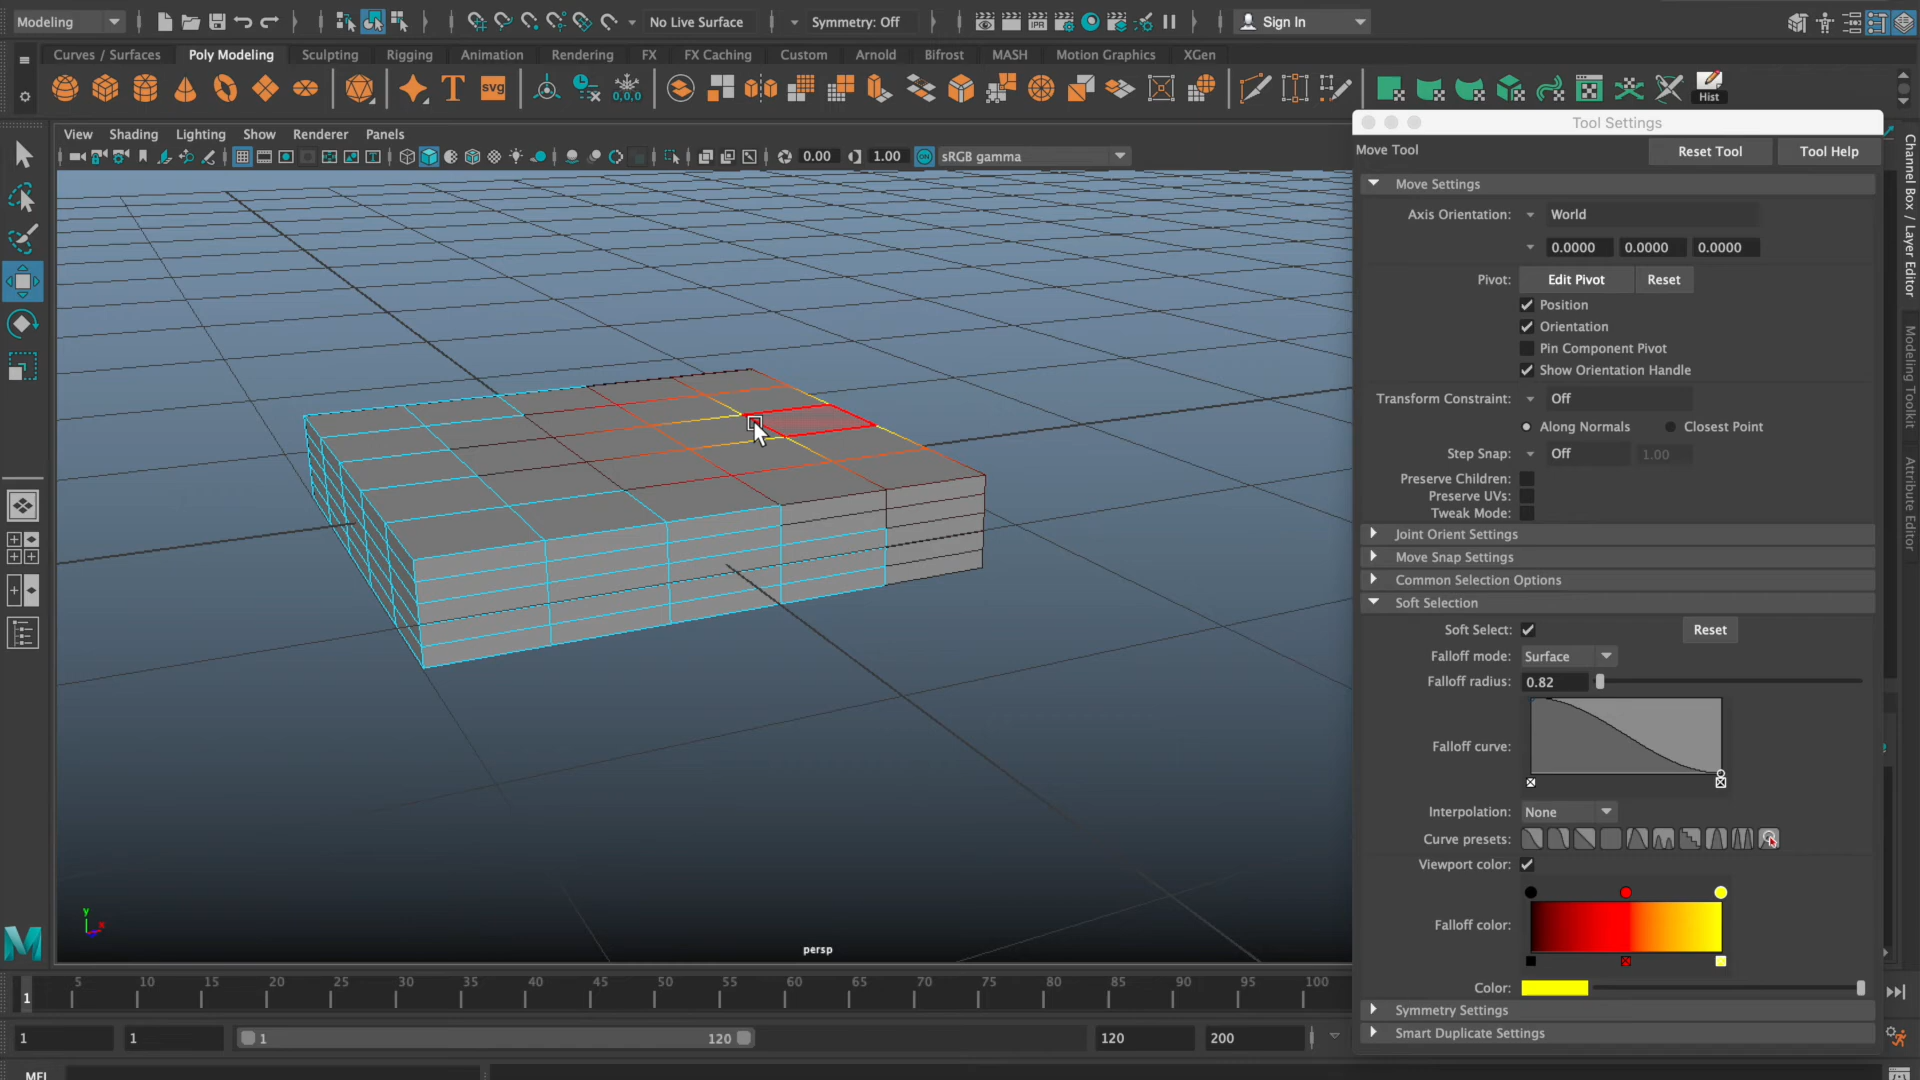 Modeling
No Live Surface
Symmetry: Off
Sign In
Curves / Surfaces
Poly Modeling
Sculpting
Rigging
Animation
Rendering
FX
FX Caching
Custom
Arnold
Bifrost
MASH
Motion Graphics
XGen
IPR
T
svg
0,0,0
Hist
View
Shading
Lighting
Show
Renderer
Panels
0.00
1.00
sRGB gamma
Tool Settings
Move Tool
Reset Tool
Tool Help
Move Settings
Axis Orientation:
World
0.0000
0.0000
0.0000
Pivot:
Edit Pivot
Reset
Position
Orientation
Pin Component Pivot
Show Orientation Handle
Transform Constraint:
Off
Along Normals
Closest Point
Step Snap:
Off
1.00
Preserve Children:
Preserve UVs:
Tweak Mode:
Joint Orient Settings
Move Snap Settings
Common Selection Options
Soft Selection
Soft Select:
Reset
Falloff mode:
Surface
Falloff radius:
0.82
Falloff curve:
Interpolation:
None
Curve presets:
Viewport color:
Falloff color:
Color:
Symmetry Settings
Smart Duplicate Settings
Channel Box / Layer Editor
Modeling Toolkit
Attribute Editor
y
x
persp
M
1
5
10
15
20
25
30
35
40
45
50
55
60
65
70
75
80
85
90
95
100
1
1
1
120
120
200
MEL